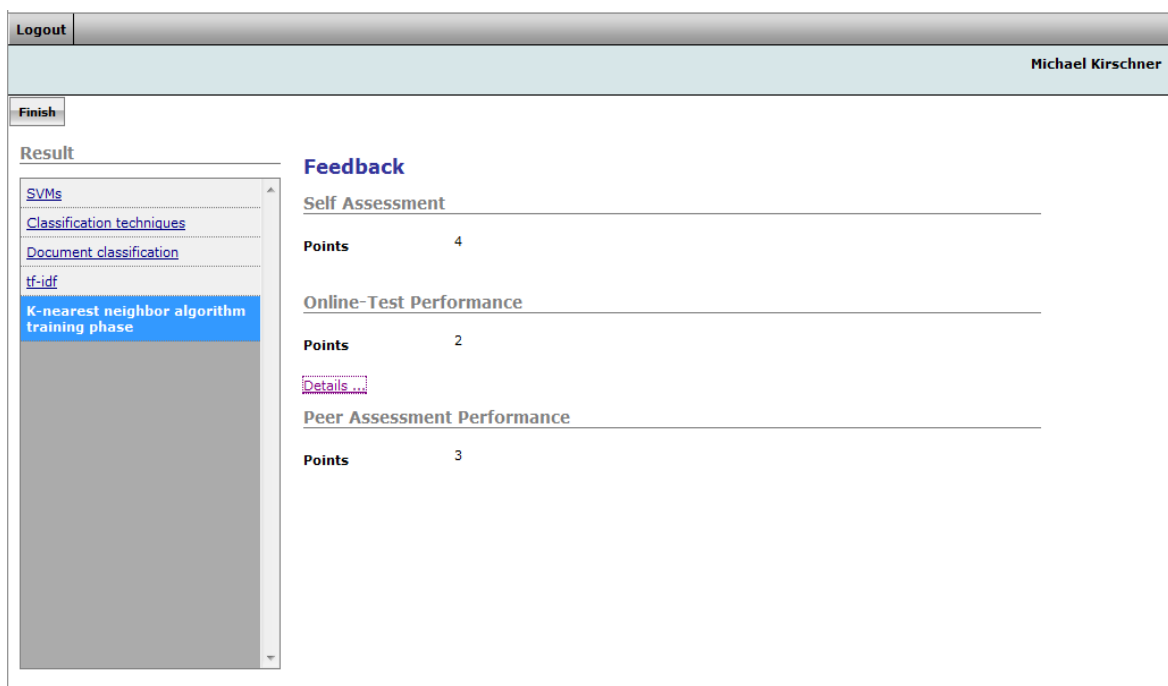 Logout
Michael Kirschner
Finish
Result
SVMs
Classification techniques
Document classification
tf-idf
K-nearest neighbor algorithm
training phase
Feedback
Self Assessment
Points 4
Online-Test Performance
Points 2
Details ...
Peer Assessment Performance
Points 3